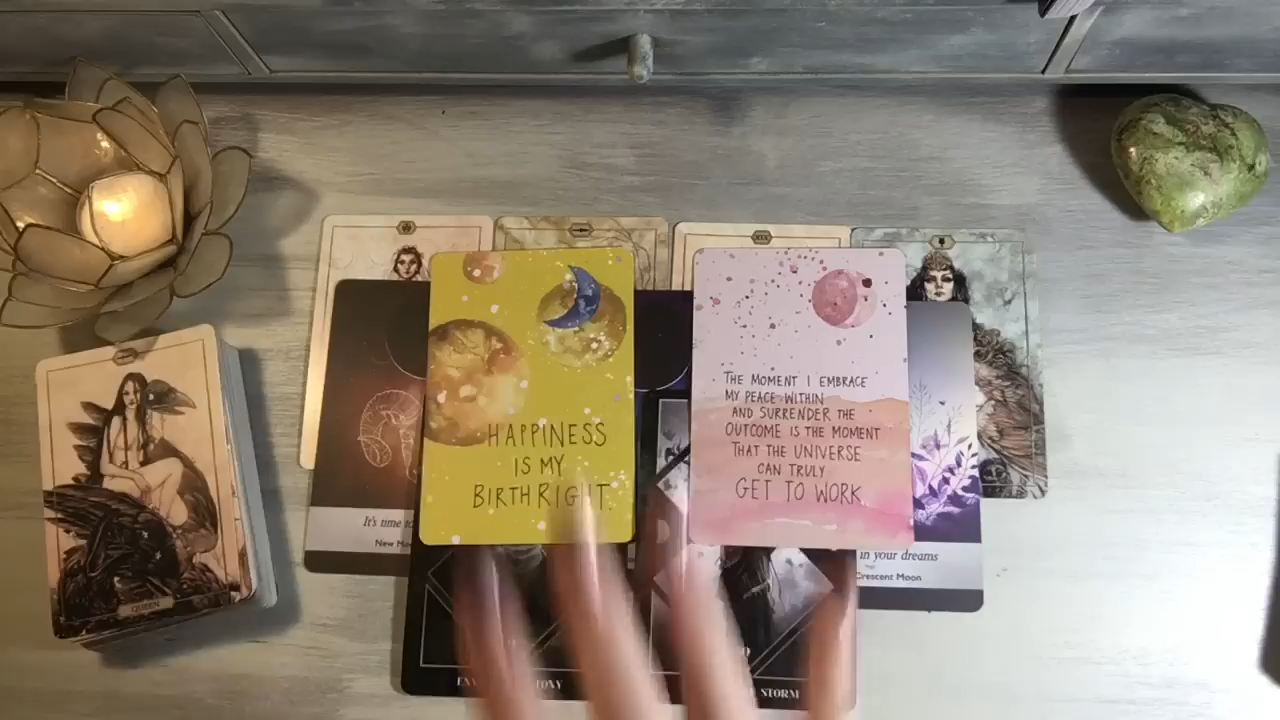 HAPPINESS
IS MY
BIRTHRIGHT.
THE MOMENT I EMBRACE
MY PEACE WITHIN
AND SURRENDER THE
OUTCOME IS THE MOMENT
THAT THE UNIVERSE
CAN TRULY
GET TO WORK.
It's time to
New
in your dreams
Crescent Moon
QUEEN
STORM